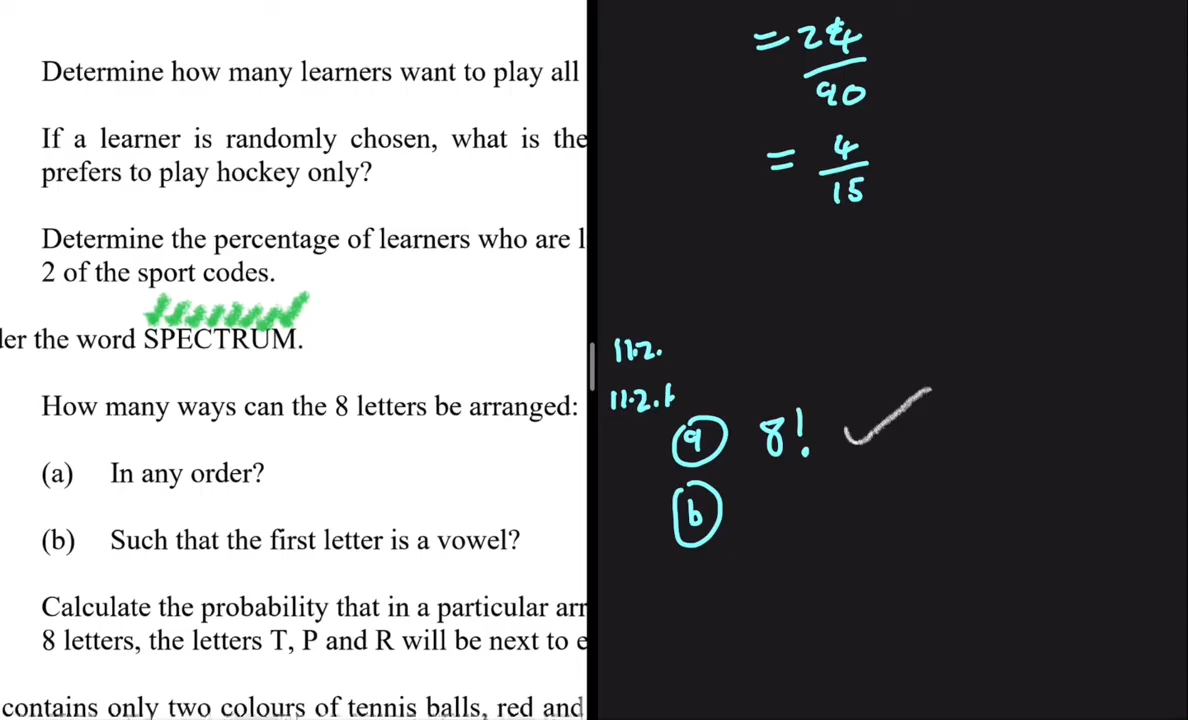 Determine how many learners want to play all
If a learner is randomly chosen, what is the
prefers to play hockey only?
Determine the percentage of learners who are l
2 of the sport codes.
der the word SPECTRUM.
How many ways can the 8 letters be arranged:
(a) In any order?
(b) Such that the first letter is a vowel?
Calculate the probability that in a particular arr
8 letters, the letters T, P and R will be next to e
contains only two colours of tennis balls, red and
= 24
90
= 4
15
11.2.
11.2.1
a 8!
b